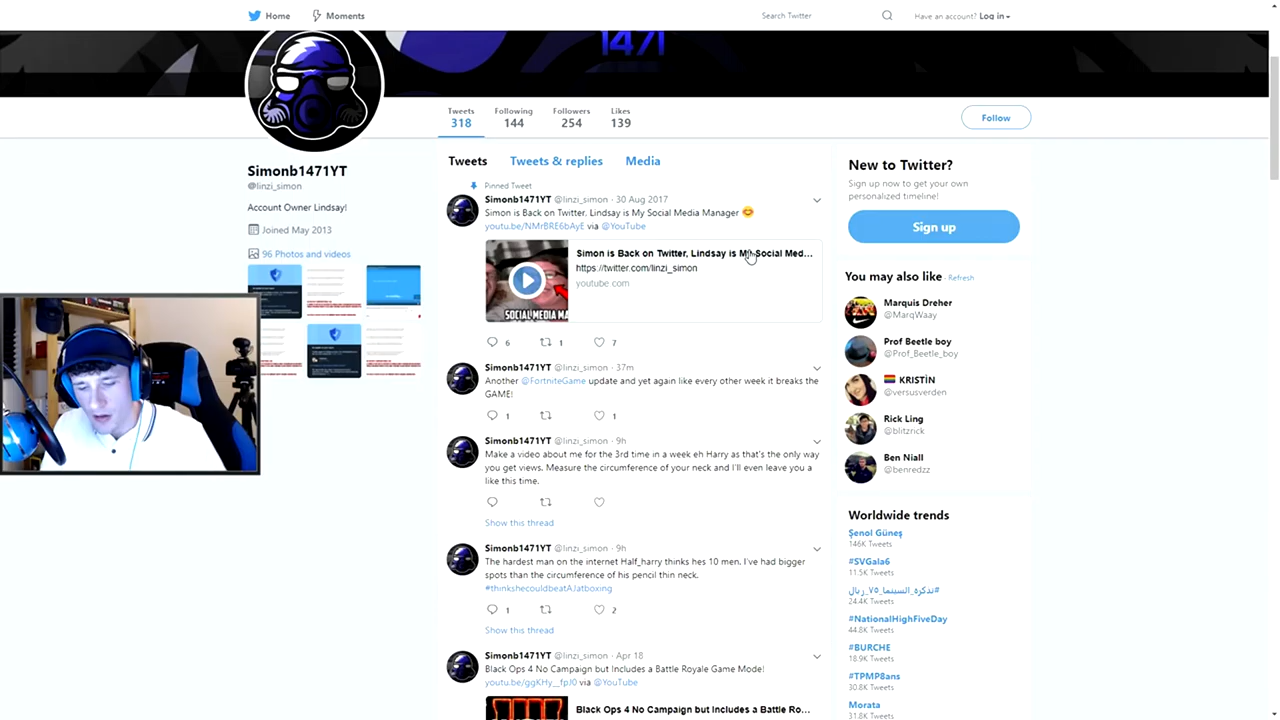 Home
Moments
Search Twitter
Have an account? Log in
1471
Tweets
318
Following
144
Followers
254
Likes
139
Follow
Simonb1471YT
@linzi_simon
Account Owner Lindsay!
Joined May 2013
96 Photos and videos
Tweets
Tweets & replies
Media
Pinned Tweet
Simonb1471YT @linzi_simon · 30 Aug 2017
Simon is Back on Twitter. Lindsay is My Social Media Manager
youtu.be/NMrBRE6bAyE via @YouTube
Simon is Back on Twitter, Lindsay is My Social Med...
https://twitter.com/linzi_simon
youtube.com
SOCIAL MEDIA MA
6
1
7
Simonb1471YT @linzi_simon · 37m
Another @FortniteGame update and yet again like every other week it breaks the
GAME!
1
1
Simonb1471YT @linzi_simon · 9h
Make a video about me for the 3rd time in a week eh Harry as that's the only way
you get views. Measure the circumference of your neck and I'll even leave you a
like this time.
Show this thread
Simonb1471YT @linzi_simon · 9h
The hardest man on the internet Half_harry thinks hes 10 men. I've had bigger
spots than the circumference of his pencil thin neck.
#thinkshecouldbeatAJatboxing
1
2
Show this thread
Simonb1471YT @linzi_simon · Apr 18
Black Ops 4 No Campaign but Includes a Battle Royale Game Mode!
youtu.be/ggKHy__fpJ0 via @YouTube
Black Ops 4 No Campaign but Includes a Battle Ro...
New to Twitter?
Sign up now to get your own
personalized timeline!
Sign up
You may also like · Refresh
Marquis Dreher
@MarqWaay
Prof Beetle boy
@Prof_Beetle_boy
KRISTİN
@versusverden
Rick Ling
@blitzrick
Ben Niall
@benredzz
Worldwide trends
Şenol Güneş
146K Tweets
#SVGala6
11.5K Tweets
#تذكرة_السينما_٧٥_ريال
24.4K Tweets
#NationalHighFiveDay
44.8K Tweets
#BURCHE
18.9K Tweets
#TPMP8ans
30.8K Tweets
Morata
31.8K Tweets